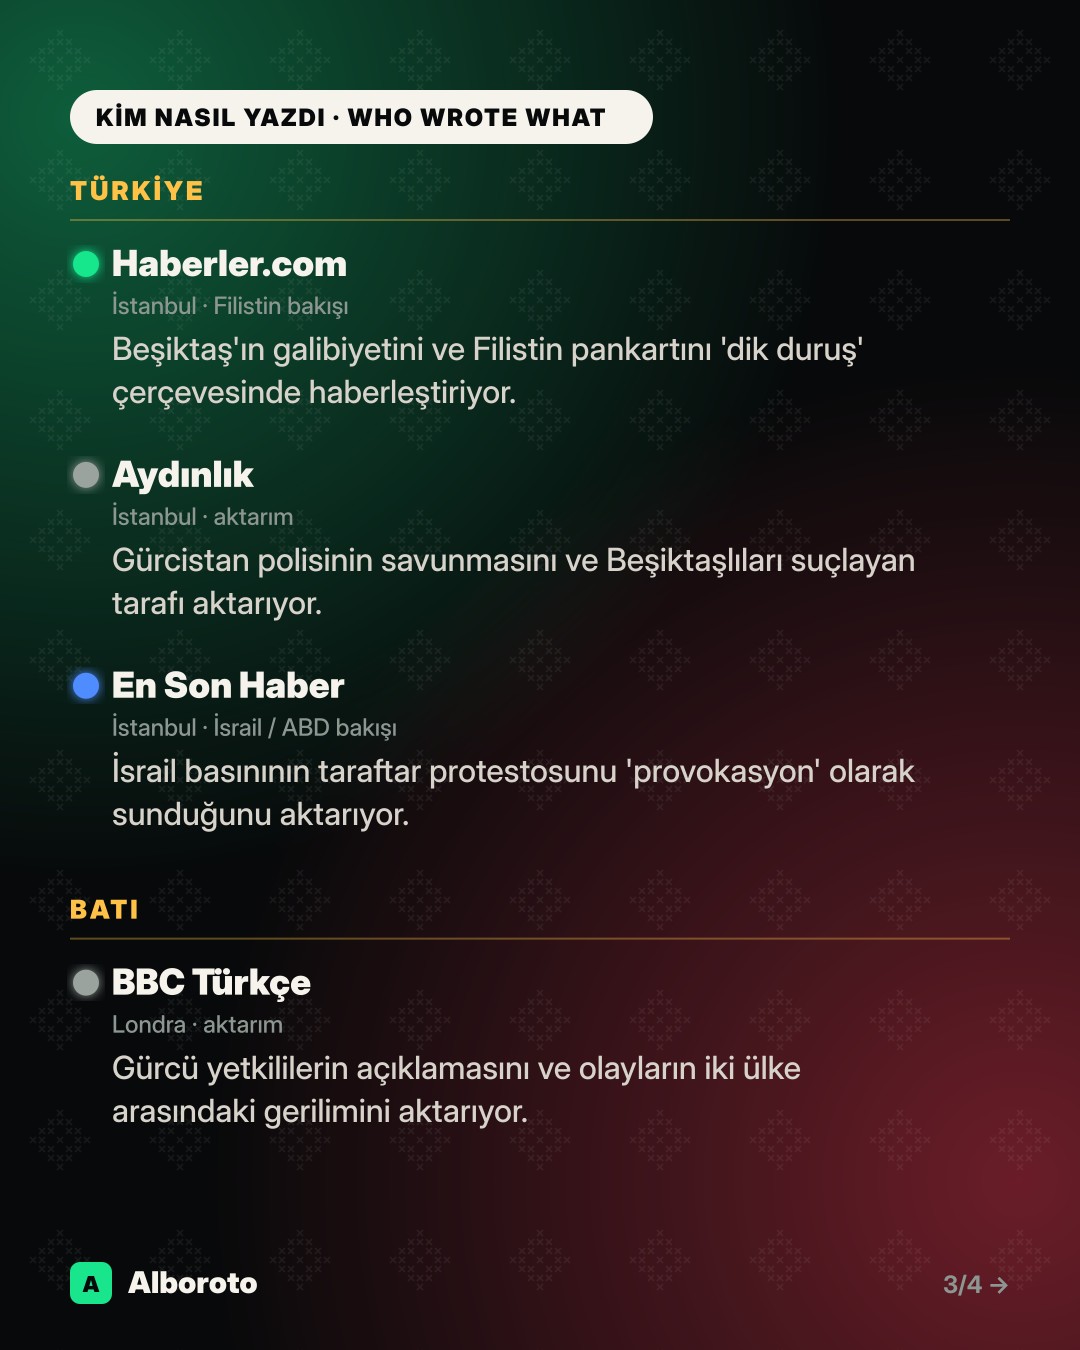 KİM NASIL YAZDI · WHO WROTE WHAT
TÜRKİYE
Haberler.com
İstanbul · Filistin bakışı
Beşiktaş'ın galibiyetini ve Filistin pankartını 'dik duruş'
çerçevesinde haberleştiriyor.
Aydınlık
İstanbul · aktarım
Gürcistan polisinin savunmasını ve Beşiktaşlıları suçlayan
tarafı aktarıyor.
En Son Haber
İstanbul · İsrail / ABD bakışı
İsrail basınının taraftar protestosunu 'provokasyon' olarak
sunduğunu aktarıyor.
BATI
BBC Türkçe
Londra · aktarım
Gürcü yetkililerin açıklamasını ve olayların iki ülke
arasındaki gerilimini aktarıyor.
A Alboroto
3/4 →